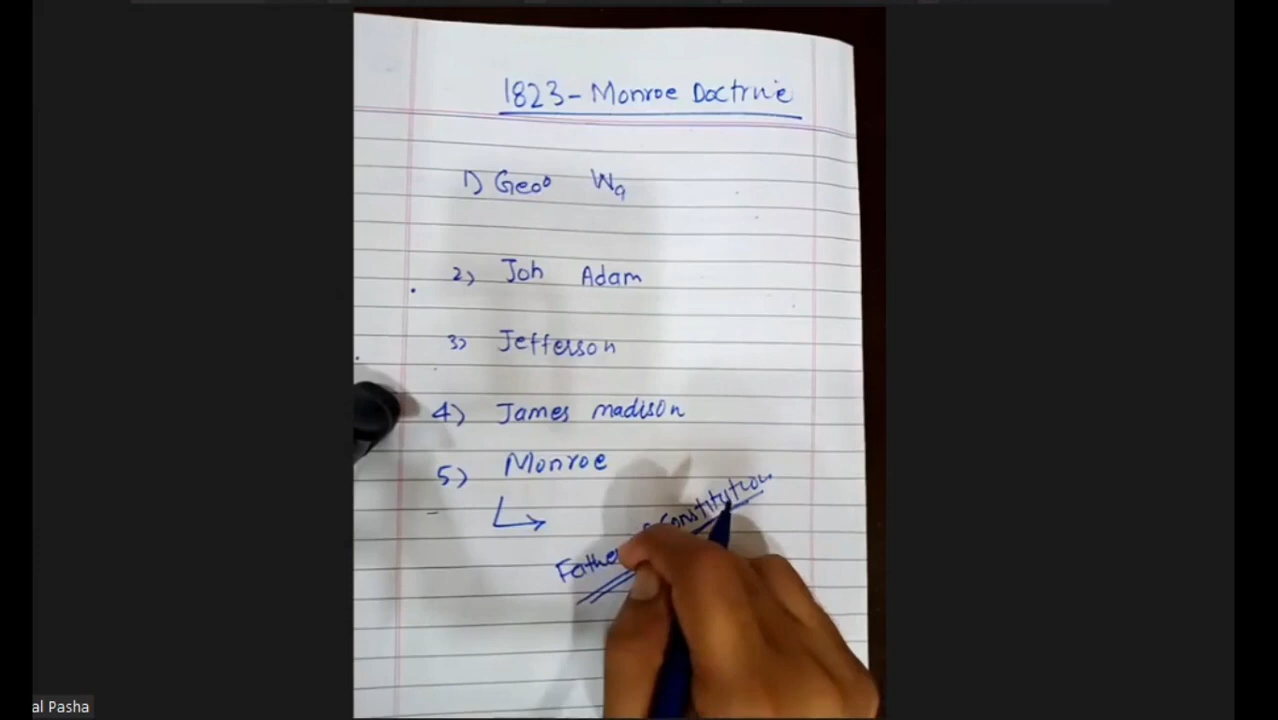 1823 - Monroe Doctrine
1) Geoo Wa
2) Joh Adam
3) Jefferson
4) James madison
5) Monroe
Father Constitution
al Pasha